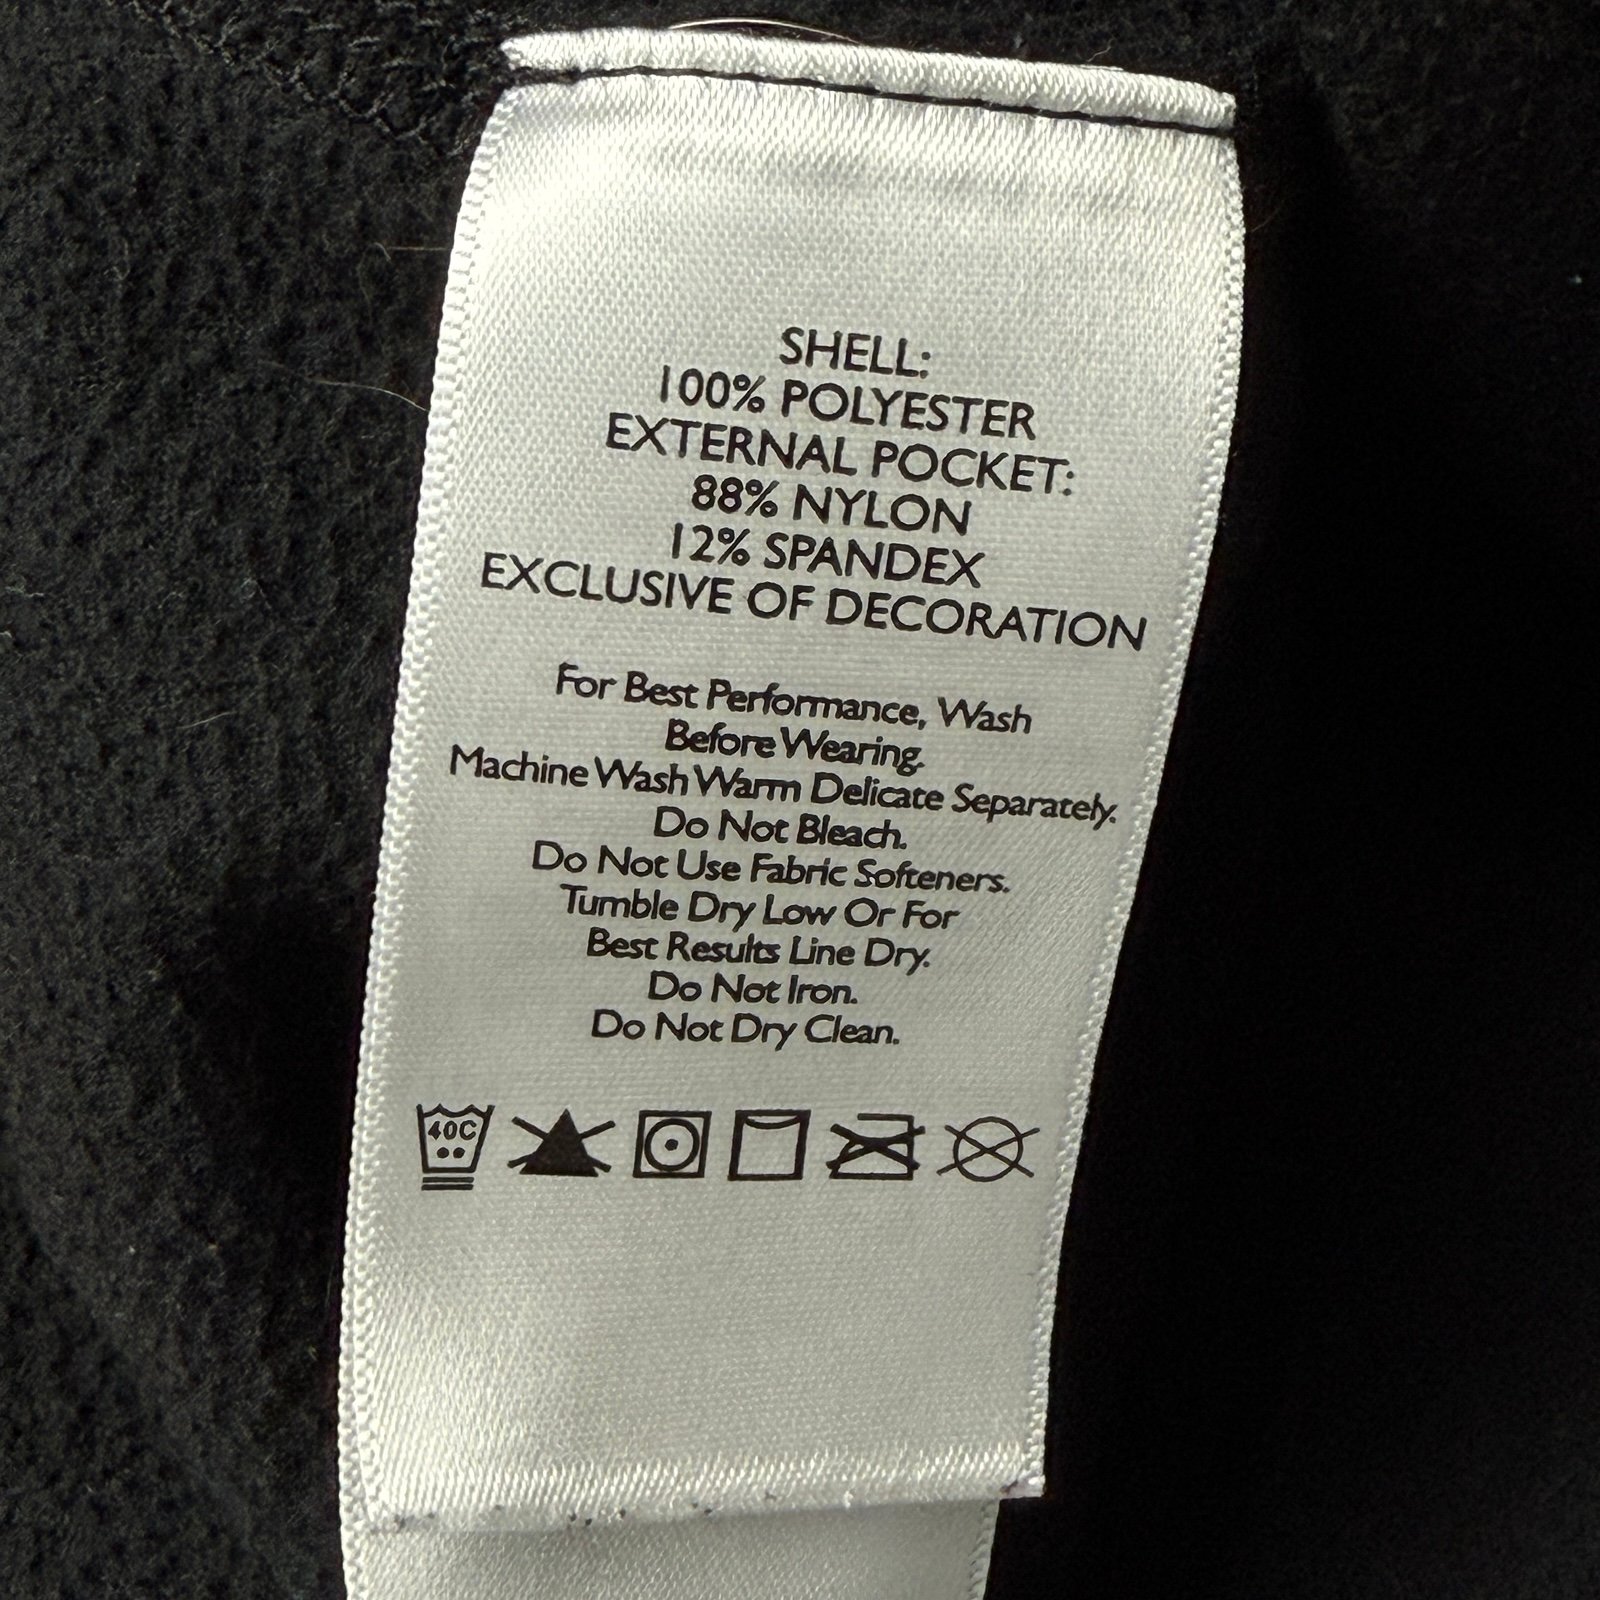 SHELL:
100% POLYESTER
EXTERNAL POCKET:
88% NYLON
12% SPANDEX
EXCLUSIVE OF DECORATION
For Best Performance, Wash
Before Wearing.
Machine Wash Warm Delicate Separately.
Do Not Bleach.
Do Not Use Fabric Softeners.
Tumble Dry Low Or For
Best Results Line Dry.
Do Not Iron.
Do Not Dry Clean.
40C